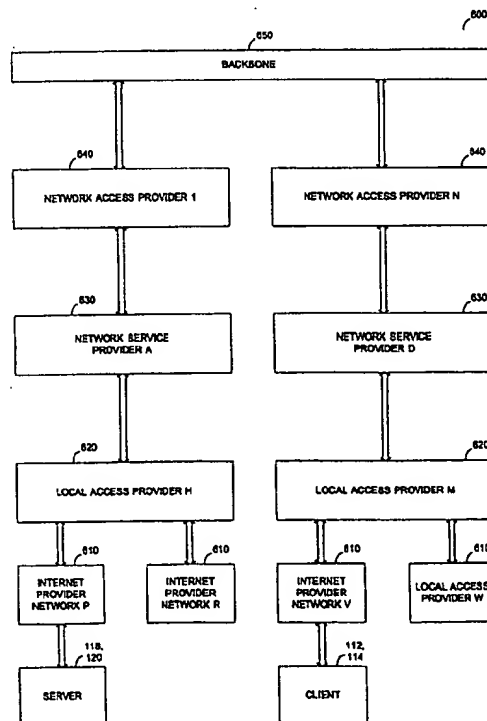 600
650
BACKBONE
640
640
NETWORK ACCESS PROVIDER 1
NETWORK ACCESS PROVIDER N
630
630
NETWORK SERVICE
PROVIDER A
NETWORK SERVICE
PROVIDER D
620
620
LOCAL ACCESS PROVIDER H
LOCAL ACCESS PROVIDER M
610
610
610
610
INTERNET
PROVIDER
NETWORK P
INTERNET
PROVIDER
NETWORK R
INTERNET
PROVIDER
NETWORK V
LOCAL ACCESS
PROVIDER W
118,
120
112,
114
SERVER
CLIENT